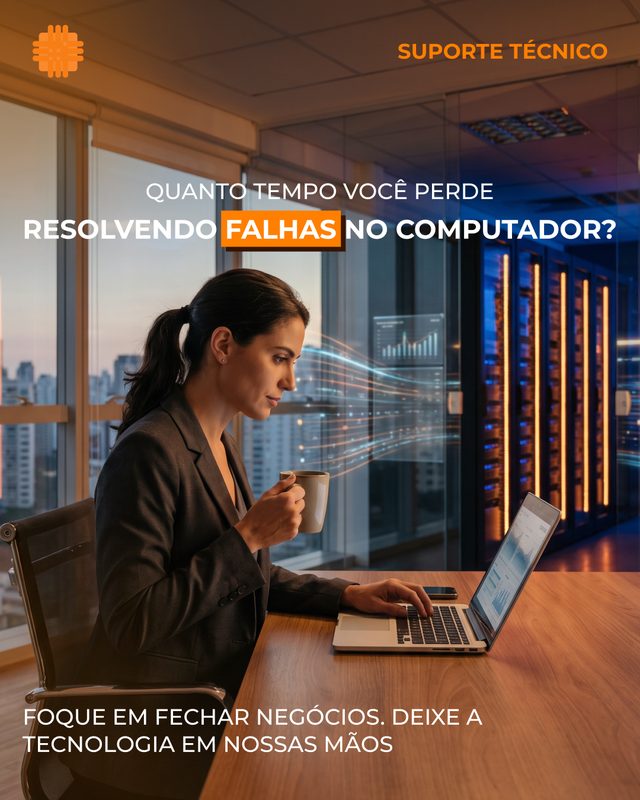 SUPORTE TÉCNICO
QUANTO TEMPO VOCÊ PERDE
RESOLVENDO FALHAS NO COMPUTADOR?
FOQUE EM FECHAR NEGÓCIOS. DEIXE A
TECNOLOGIA EM NOSSAS MÃOS